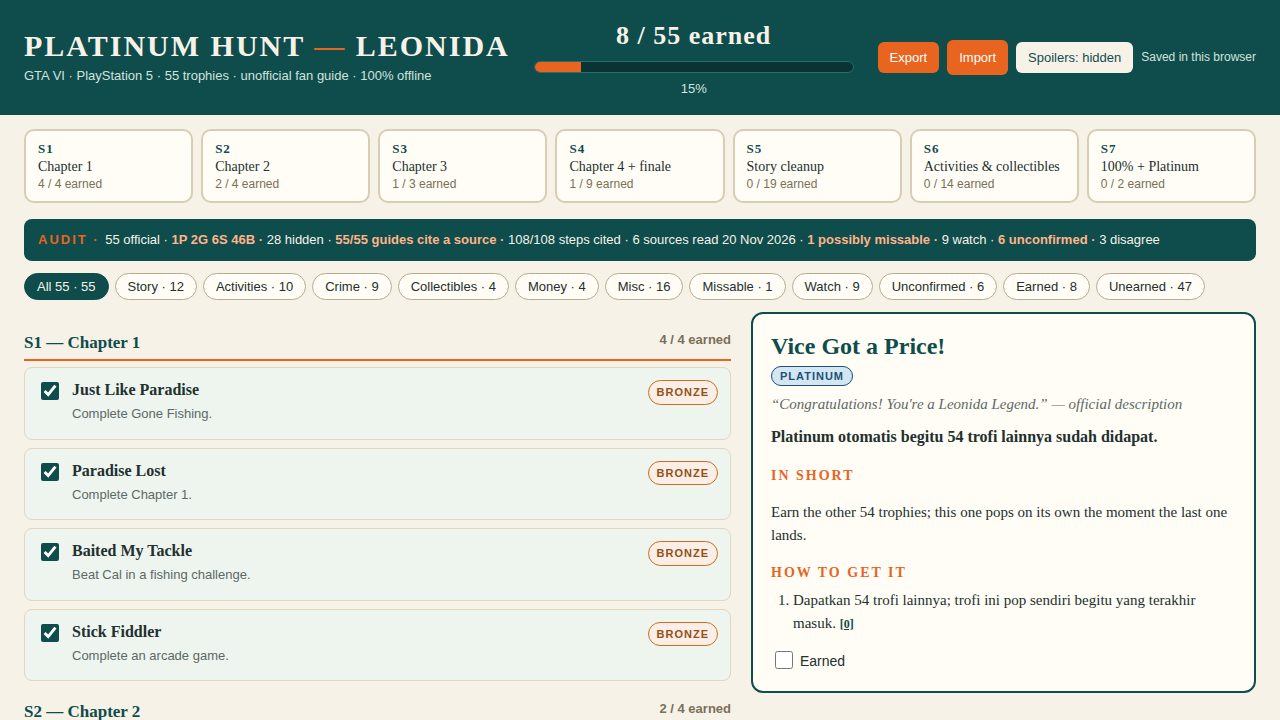 PLATINUM HUNT — LEONIDA
GTA VI · PlayStation 5 · 55 trophies · unofficial fan guide · 100% offline
8 / 55 earned
15%
Export
Import
Spoilers: hidden
Saved in this browser
S1
Chapter 1
4 / 4 earned
S2
Chapter 2
2 / 4 earned
S3
Chapter 3
1 / 3 earned
S4
Chapter 4 + finale
1 / 9 earned
S5
Story cleanup
0 / 19 earned
S6
Activities & collectibles
0 / 14 earned
S7
100% + Platinum
0 / 2 earned
AUDIT · 55 official · 1P 2G 6S 46B · 28 hidden · 55/55 guides cite a source · 108/108 steps cited · 6 sources read 20 Nov 2026 · 1 possibly missable · 9 watch · 6 unconfirmed · 3 disagree
All 55 · 55
Story · 12
Activities · 10
Crime · 9
Collectibles · 4
Money · 4
Misc · 16
Missable · 1
Watch · 9
Unconfirmed · 6
Earned · 8
Unearned · 47
S1 — Chapter 1
4 / 4 earned
Just Like Paradise
Complete Gone Fishing.
BRONZE
Paradise Lost
Complete Chapter 1.
BRONZE
Baited My Tackle
Beat Cal in a fishing challenge.
BRONZE
Stick Fiddler
Complete an arcade game.
BRONZE
S2 — Chapter 2
2 / 4 earned
Vice Got a Price!
PLATINUM
“Congratulations! You're a Leonida Legend.” — official description
Platinum otomatis begitu 54 trofi lainnya sudah didapat.
IN SHORT
Earn the other 54 trophies; this one pops on its own the moment the last one
lands.
HOW TO GET IT
1. Dapatkan 54 trofi lainnya; trofi ini pop sendiri begitu yang terakhir
masuk. [0]
Earned